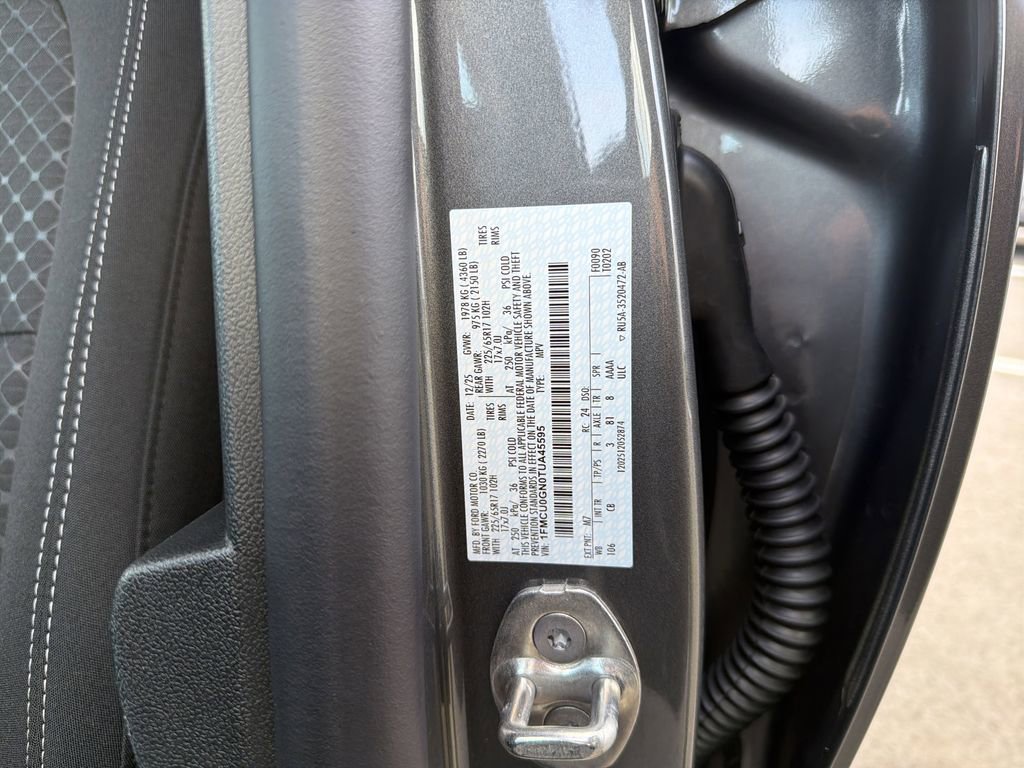 MFD. BY FORD MOTOR CO. DATE: 12/25 GVWR: 1978 KG ( 4360 LB)
FRONT GAWR: 1030 KG ( 2270 LB) REAR GAWR: 975 KG ( 2150 LB)
WITH 225/65R17 102H TIRES WITH 225/65R17 102H TIRES
17x7.0J RIMS 17x7.0J RIMS
AT 250 kPa/ 36 PSI COLD AT 250 kPa/ 36 PSI COLD
THIS VEHICLE CONFORMS TO ALL APPLICABLE FEDERAL MOTOR VEHICLE SAFETY AND THEFT
PREVENTION STANDARDS IN EFFECT ON THE DATE OF MANUFACTURE SHOWN ABOVE.
VIN: 1FMCU0GN0TUA45595 TYPE: MPV
EXT PNT: M7 RC: 24 DSO: F0090
WB INT TR TP/PS R AXLE TR SPR T0202
106 CB 3 B1 8 AAAA
1202512052874 ULC ▽ RU5A-3520472-AB